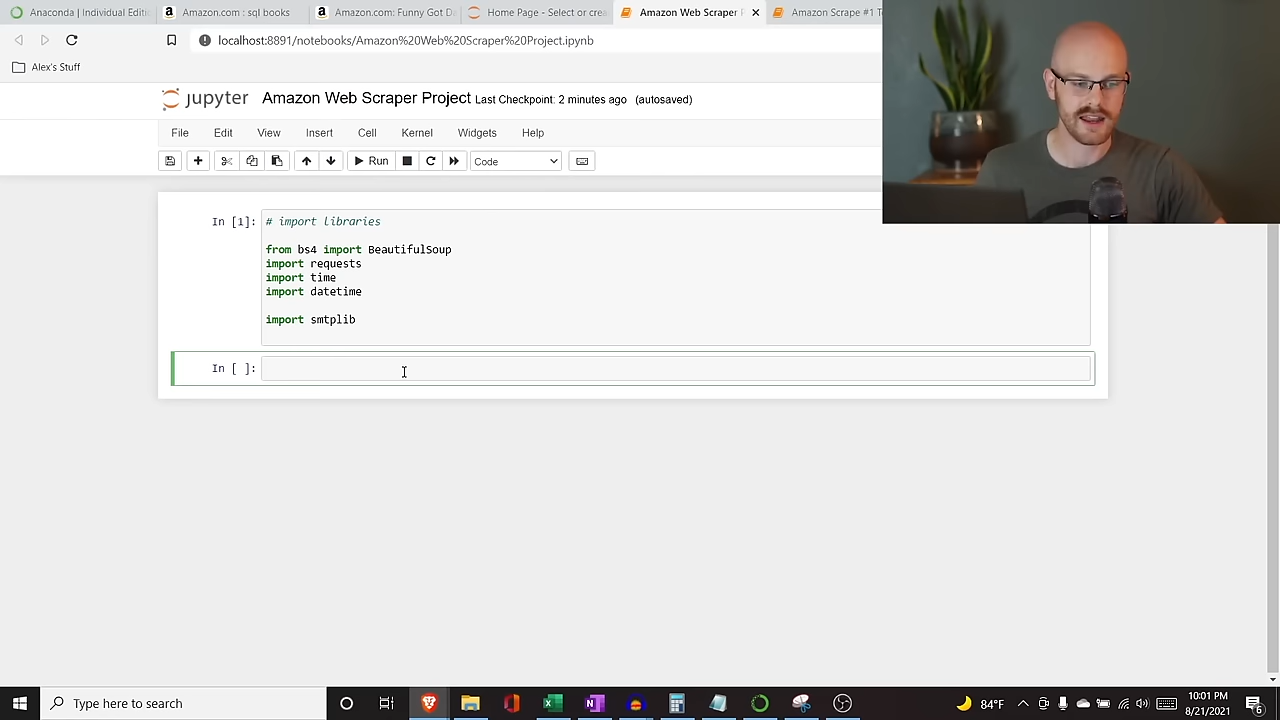 Anaconda | Individual Editi
Amazon.com : sql books
Amazon.com: Funny Got Da
Home Page - Select or crea
Amazon Web Scraper P
Amazon Scrape #1 T
localhost:8891/notebooks/Amazon%20Web%20Scraper%20Project.ipynb
Alex's Stuff
jupyter Amazon Web Scraper Project Last Checkpoint: 2 minutes ago (autosaved)
File Edit View Insert Cell Kernel Widgets Help
Run Code
In [1]: # import libraries
from bs4 import BeautifulSoup
import requests
import time
import datetime
import smtplib
In [ ]:
Type here to search
84°F
10:01 PM
8/21/2021
6